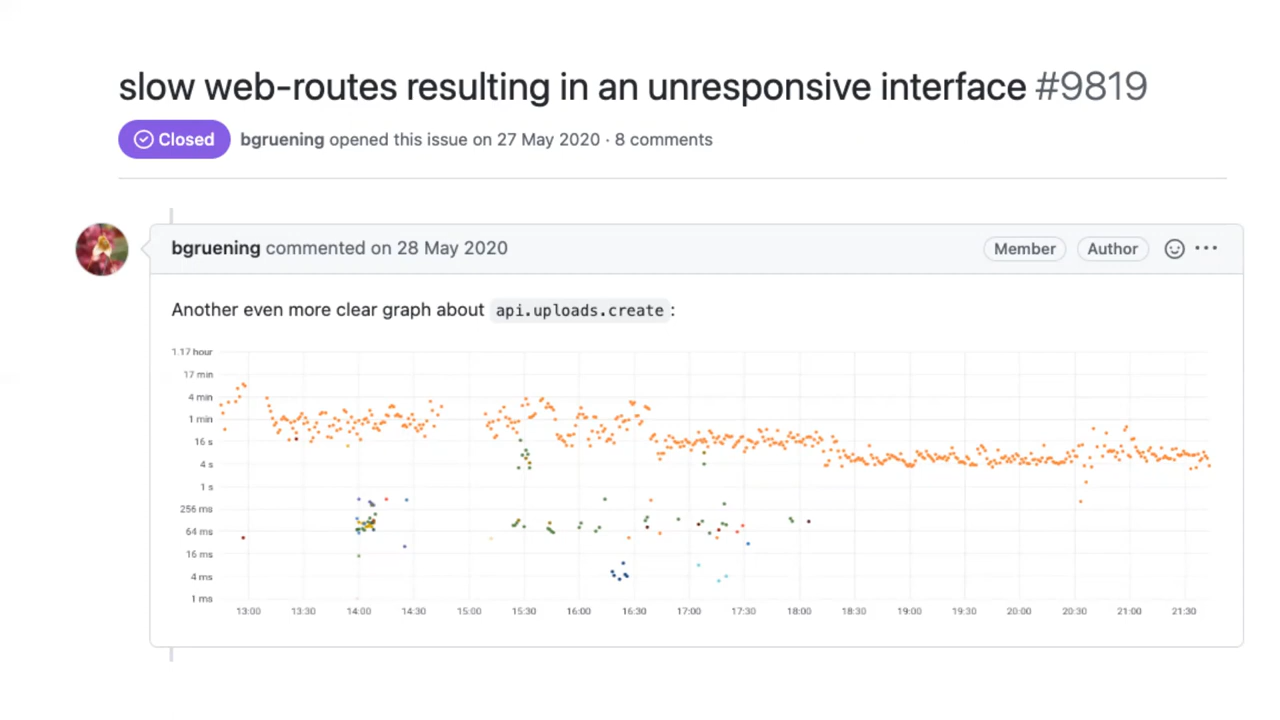 slow web-routes resulting in an unresponsive interface #9819
Closed bgruening opened this issue on 27 May 2020 · 8 comments
bgruening commented on 28 May 2020 Member Author
Another even more clear graph about api.uploads.create:
1.17 hour
17 min
4 min
1 min
16 s
4 s
1 s
256 ms
64 ms
16 ms
4 ms
1 ms
13:00 13:30 14:00 14:30 15:00 15:30 16:00 16:30 17:00 17:30 18:00 18:30 19:00 19:30 20:00 20:30 21:00 21:30